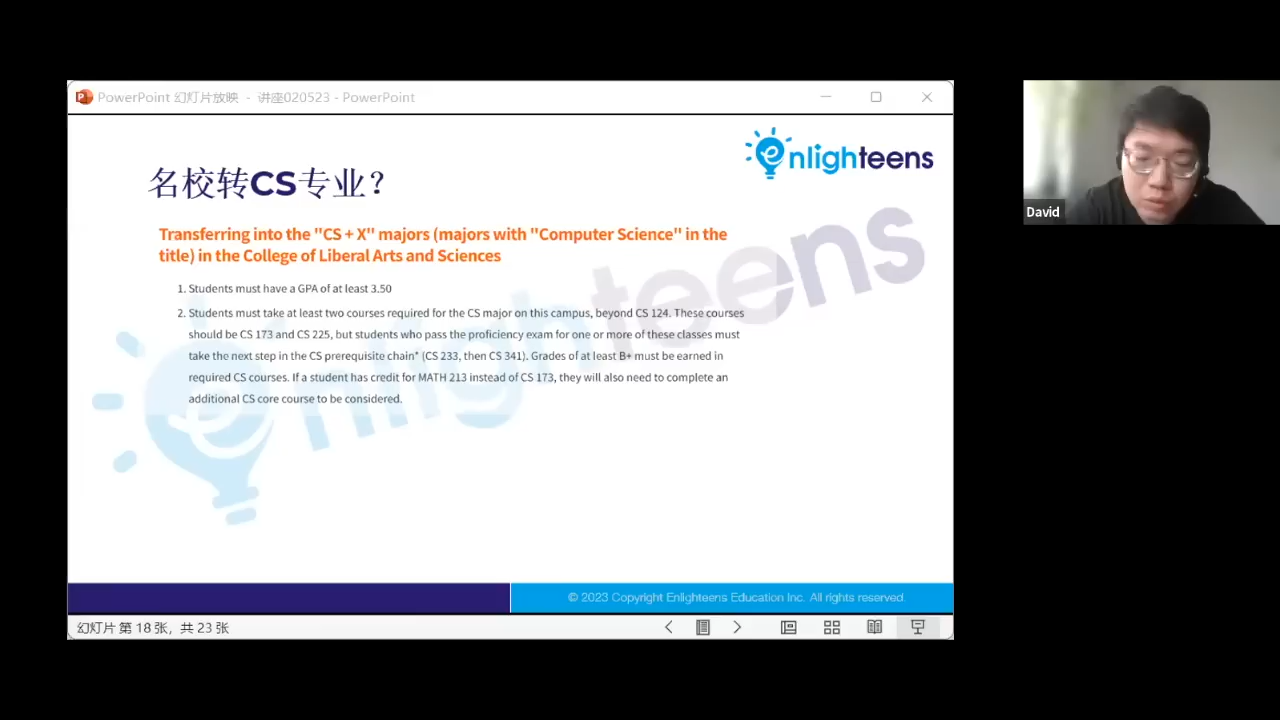 PowerPoint 幻灯片放映 - 讲座020523 - PowerPoint
enlighteens
名校转CS专业？
Transferring into the "CS + X" majors (majors with "Computer Science" in the
title) in the College of Liberal Arts and Sciences
1. Students must have a GPA of at least 3.50
2. Students must take at least two courses required for the CS major on this campus, beyond CS 124. These courses
should be CS 173 and CS 225, but students who pass the proficiency exam for one or more of these classes must
take the next step in the CS prerequisite chain* (CS 233, then CS 341). Grades of at least B+ must be earned in
required CS courses. If a student has credit for MATH 213 instead of CS 173, they will also need to complete an
additional CS core course to be considered.
enlighteens
© 2023 Copyright Enlighteens Education Inc. All rights reserved.
幻灯片 第 18 张，共 23 张
David